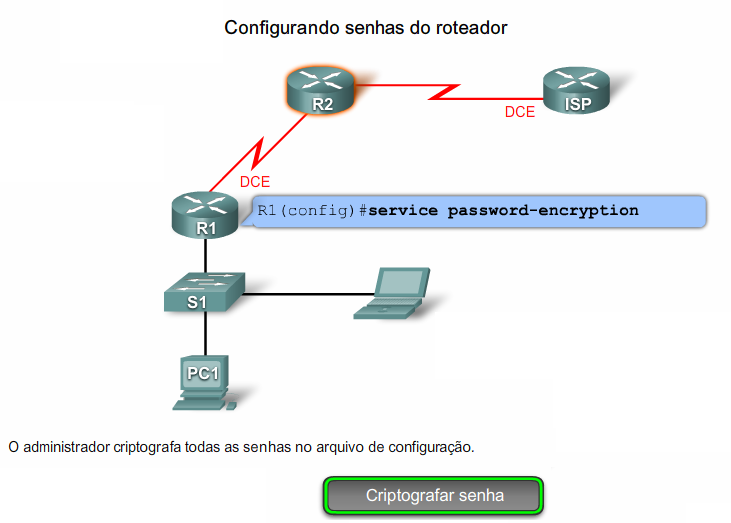 Configurando senhas do roteador
R2
ISP
DCE
DCE
R1(config)#service password-encryption
R1
S1
PC1
O administrador criptografa todas as senhas no arquivo de configuração.
Criptografar senha